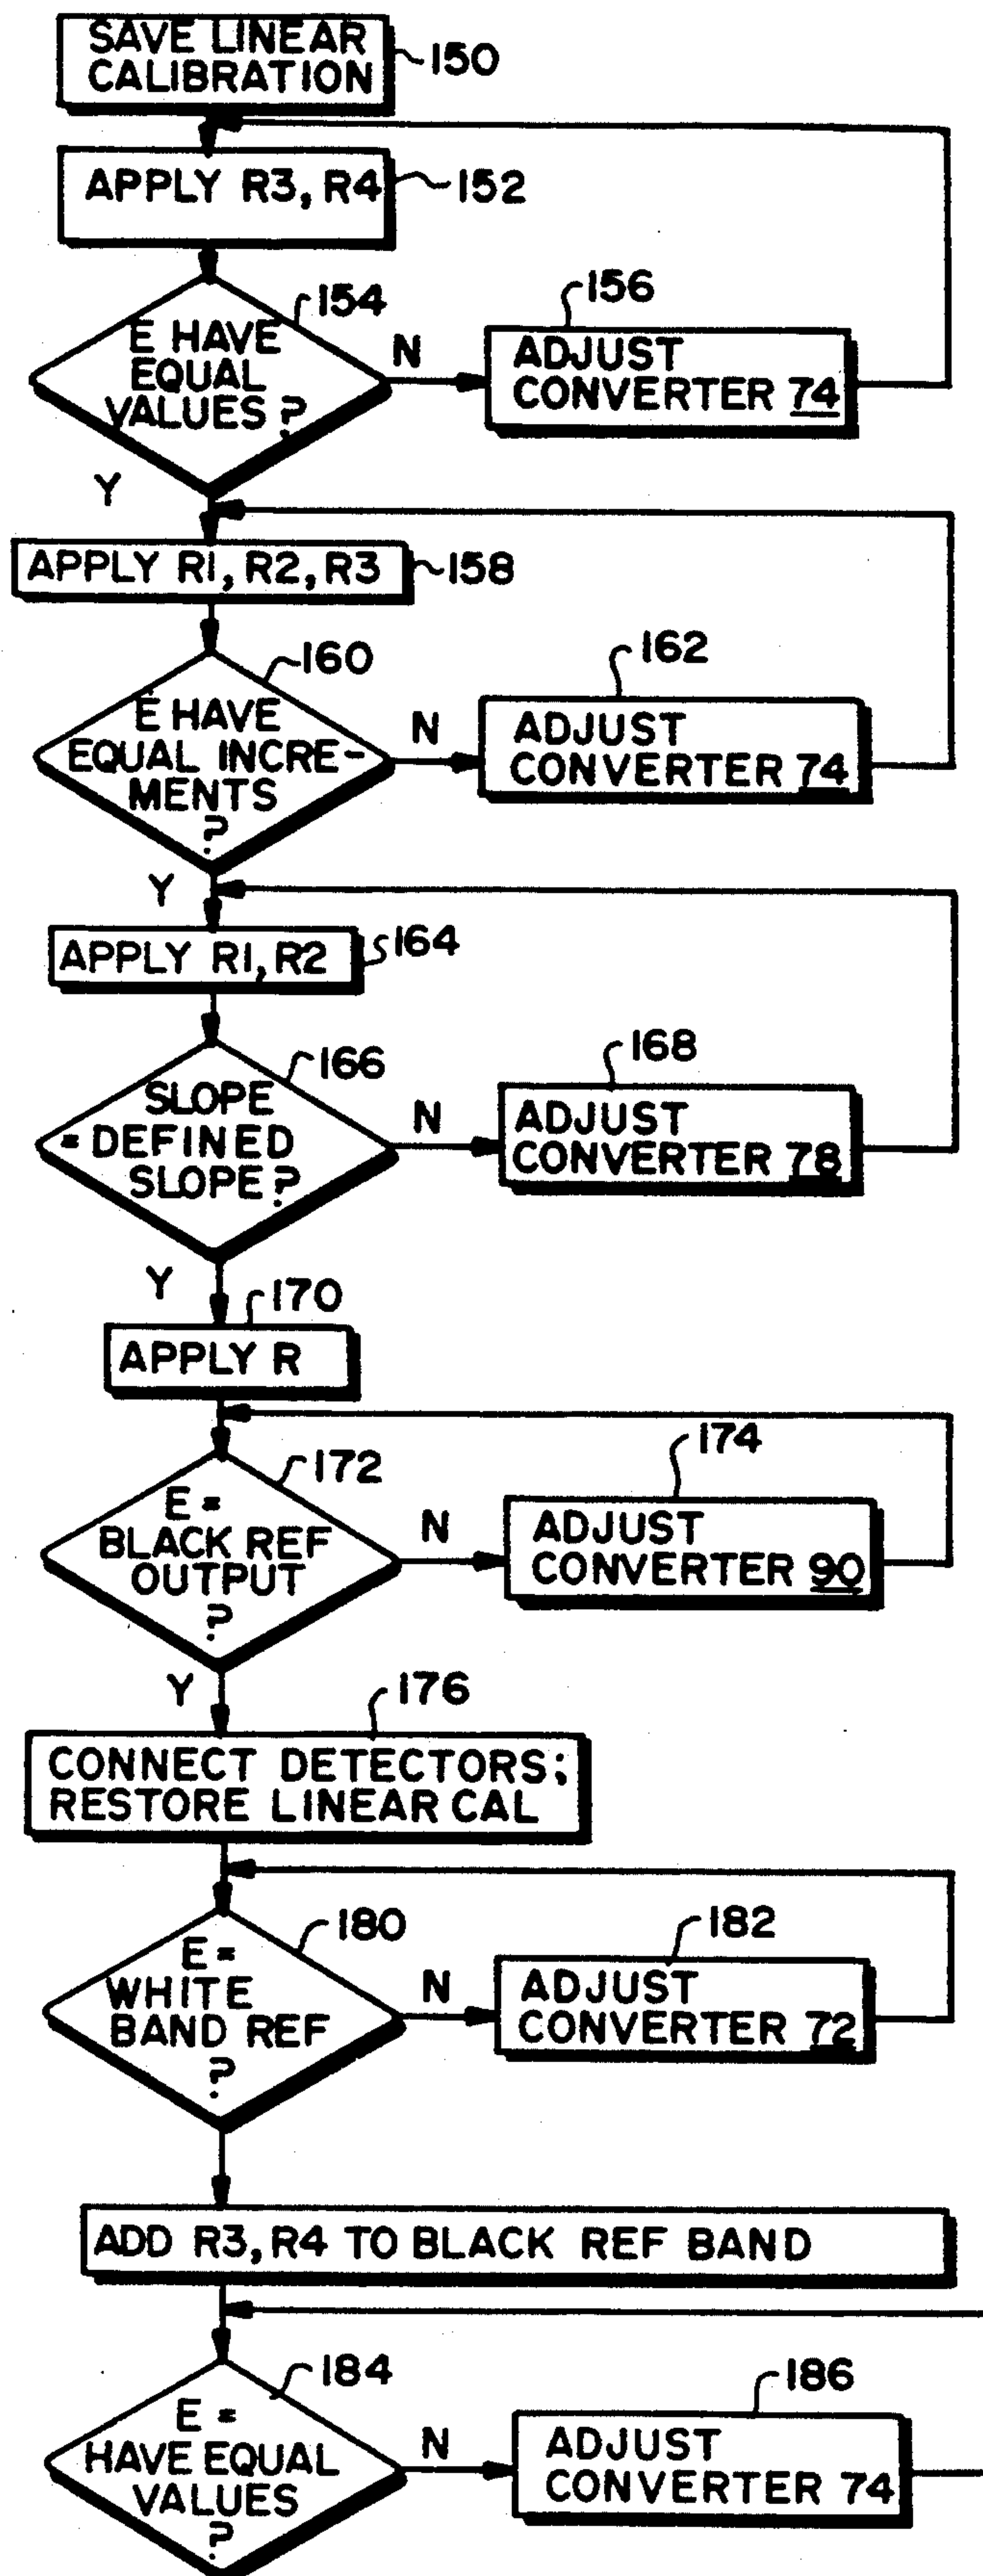 SAVE LINEAR
CALIBRATION
150
APPLY R3, R4
152
154
E HAVE
EQUAL
VALUES ?
N
Y
156
ADJUST
CONVERTER 74
APPLY R1, R2, R3
158
160
E HAVE
EQUAL INCRE-
MENTS
?
N
Y
162
ADJUST
CONVERTER 74
APPLY R1, R2
164
166
SLOPE
= DEFINED
SLOPE ?
N
Y
168
ADJUST
CONVERTER 78
170
APPLY R
172
E =
BLACK REF
OUTPUT
?
N
Y
174
ADJUST
CONVERTER 90
176
CONNECT DETECTORS;
RESTORE LINEAR CAL
180
E =
WHITE
BAND REF
?
N
182
ADJUST
CONVERTER 72
ADD R3, R4 TO BLACK REF BAND
184
E =
HAVE EQUAL
VALUES
?
N
186
ADJUST
CONVERTER 74